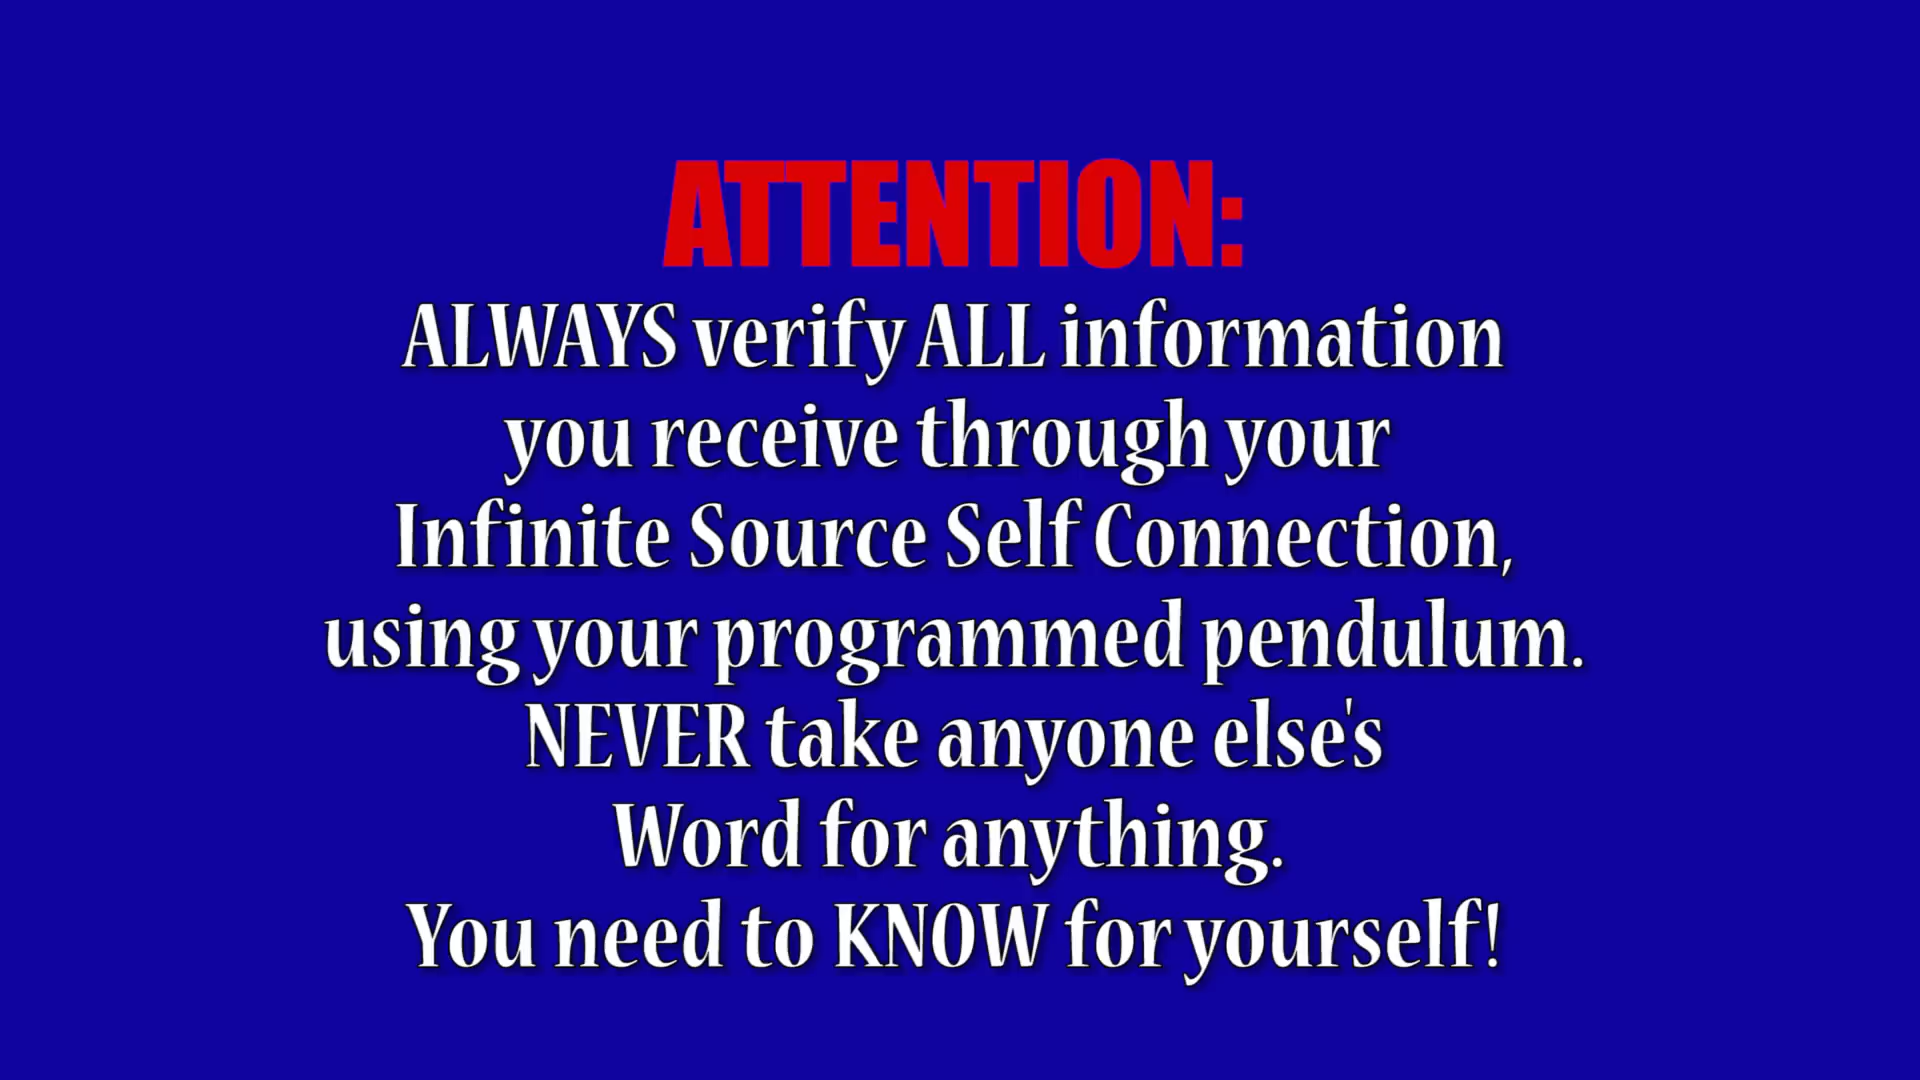 ATTENTION:
ALWAYS verify ALL information
you receive through your
Infinite Source Self Connection,
using your programmed pendulum.
NEVER take anyone else's
Word for anything.
You need to KNOW for yourself!